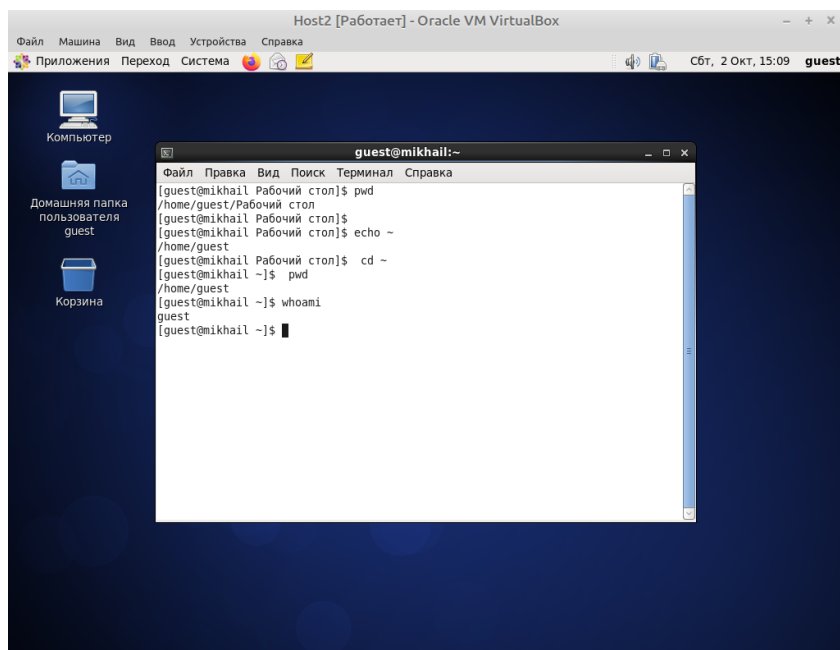 Host2 [Работает] - Oracle VM VirtualBox
Файл Машина Вид Ввод Устройства Справка
Приложения Переход Система Сбт, 2 Окт, 15:09 guest
Компьютер
Домашняя папка
пользователя
guest
Корзина
guest@mikhail:~
Файл Правка Вид Поиск Терминал Справка
[guest@mikhail Рабочий стол]$ pwd
/home/guest/Рабочий стол
[guest@mikhail Рабочий стол]$
[guest@mikhail Рабочий стол]$ echo ~
/home/guest
[guest@mikhail Рабочий стол]$  cd ~
[guest@mikhail ~]$  pwd
/home/guest
[guest@mikhail ~]$ whoami
guest
[guest@mikhail ~]$